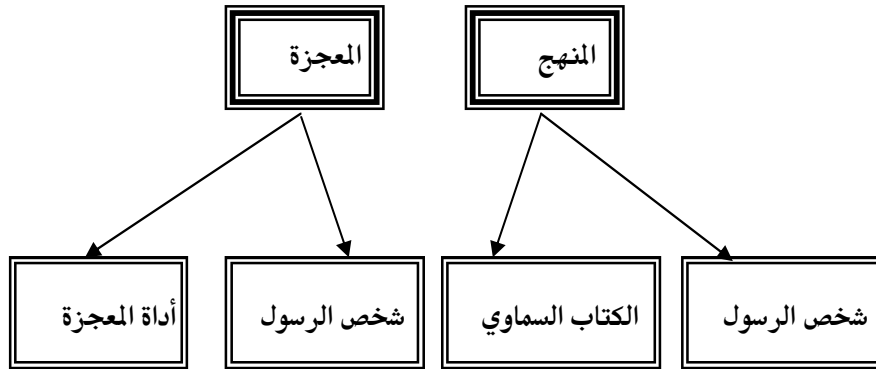 المنهج
المعجزة
شخص الرسول
الكتاب السماوي
شخص الرسول
أداة المعجزة